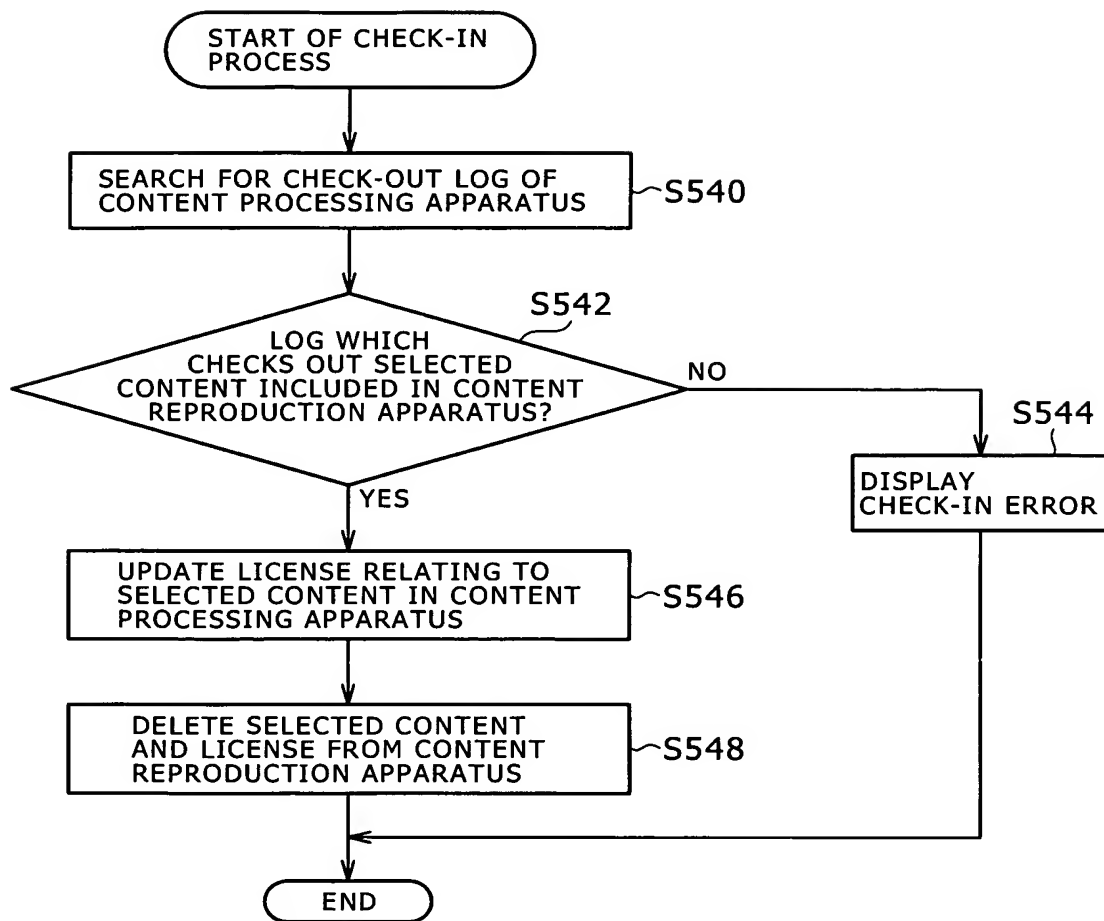 START OF CHECK-IN
PROCESS
SEARCH FOR CHECK-OUT LOG OF
CONTENT PROCESSING APPARATUS
S540
S542
LOG WHICH
CHECKS OUT SELECTED
CONTENT INCLUDED IN CONTENT
REPRODUCTION APPARATUS?
NO
S544
DISPLAY
CHECK-IN ERROR
YES
UPDATE LICENSE RELATING TO
SELECTED CONTENT IN CONTENT
PROCESSING APPARATUS
S546
DELETE SELECTED CONTENT
AND LICENSE FROM CONTENT
REPRODUCTION APPARATUS
S548
END